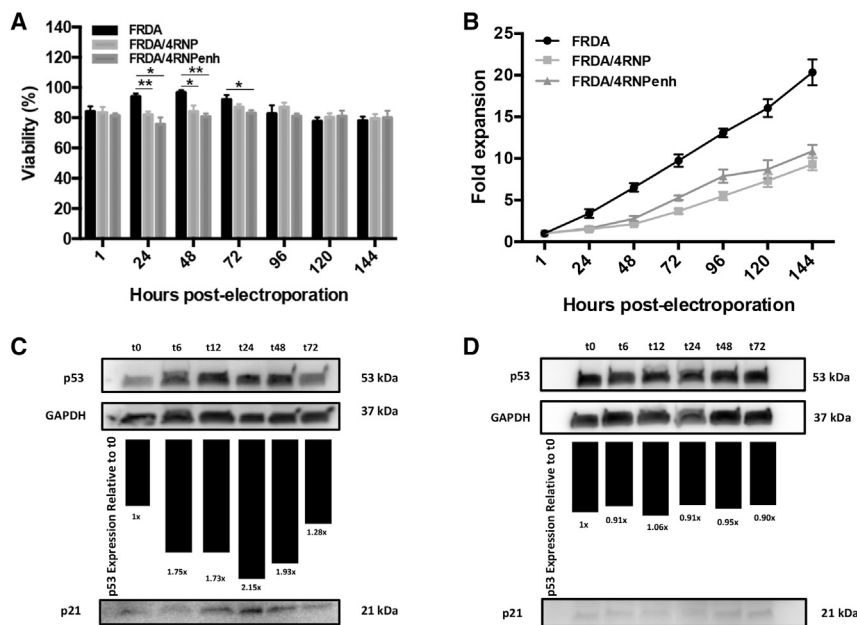 A
FRDA
FRDA/4RNP
FRDA/4RNPenh
Viability (%)
140
120
100
80
60
40
20
0
* ** ** * *
1 24 48 72 96 120 144
Hours post-electroporation
B
FRDA
FRDA/4RNP
FRDA/4RNPenh
Fold expansion
25
20
15
10
5
0
1 24 48 72 96 120 144
Hours post-electroporation
C
t0 t6 t12 t24 t48 t72
p53 53 kDa
GAPDH 37 kDa
p53 Expression Relative to t0
1x 1.75x 1.73x 2.15x 1.93x 1.28x
p21 21 kDa
D
t0 t6 t12 t24 t48 t72
p53 53 kDa
GAPDH 37 kDa
p53 Expression Relative to t0
1x 0.91x 1.06x 0.91x 0.95x 0.90x
p21 21 kDa